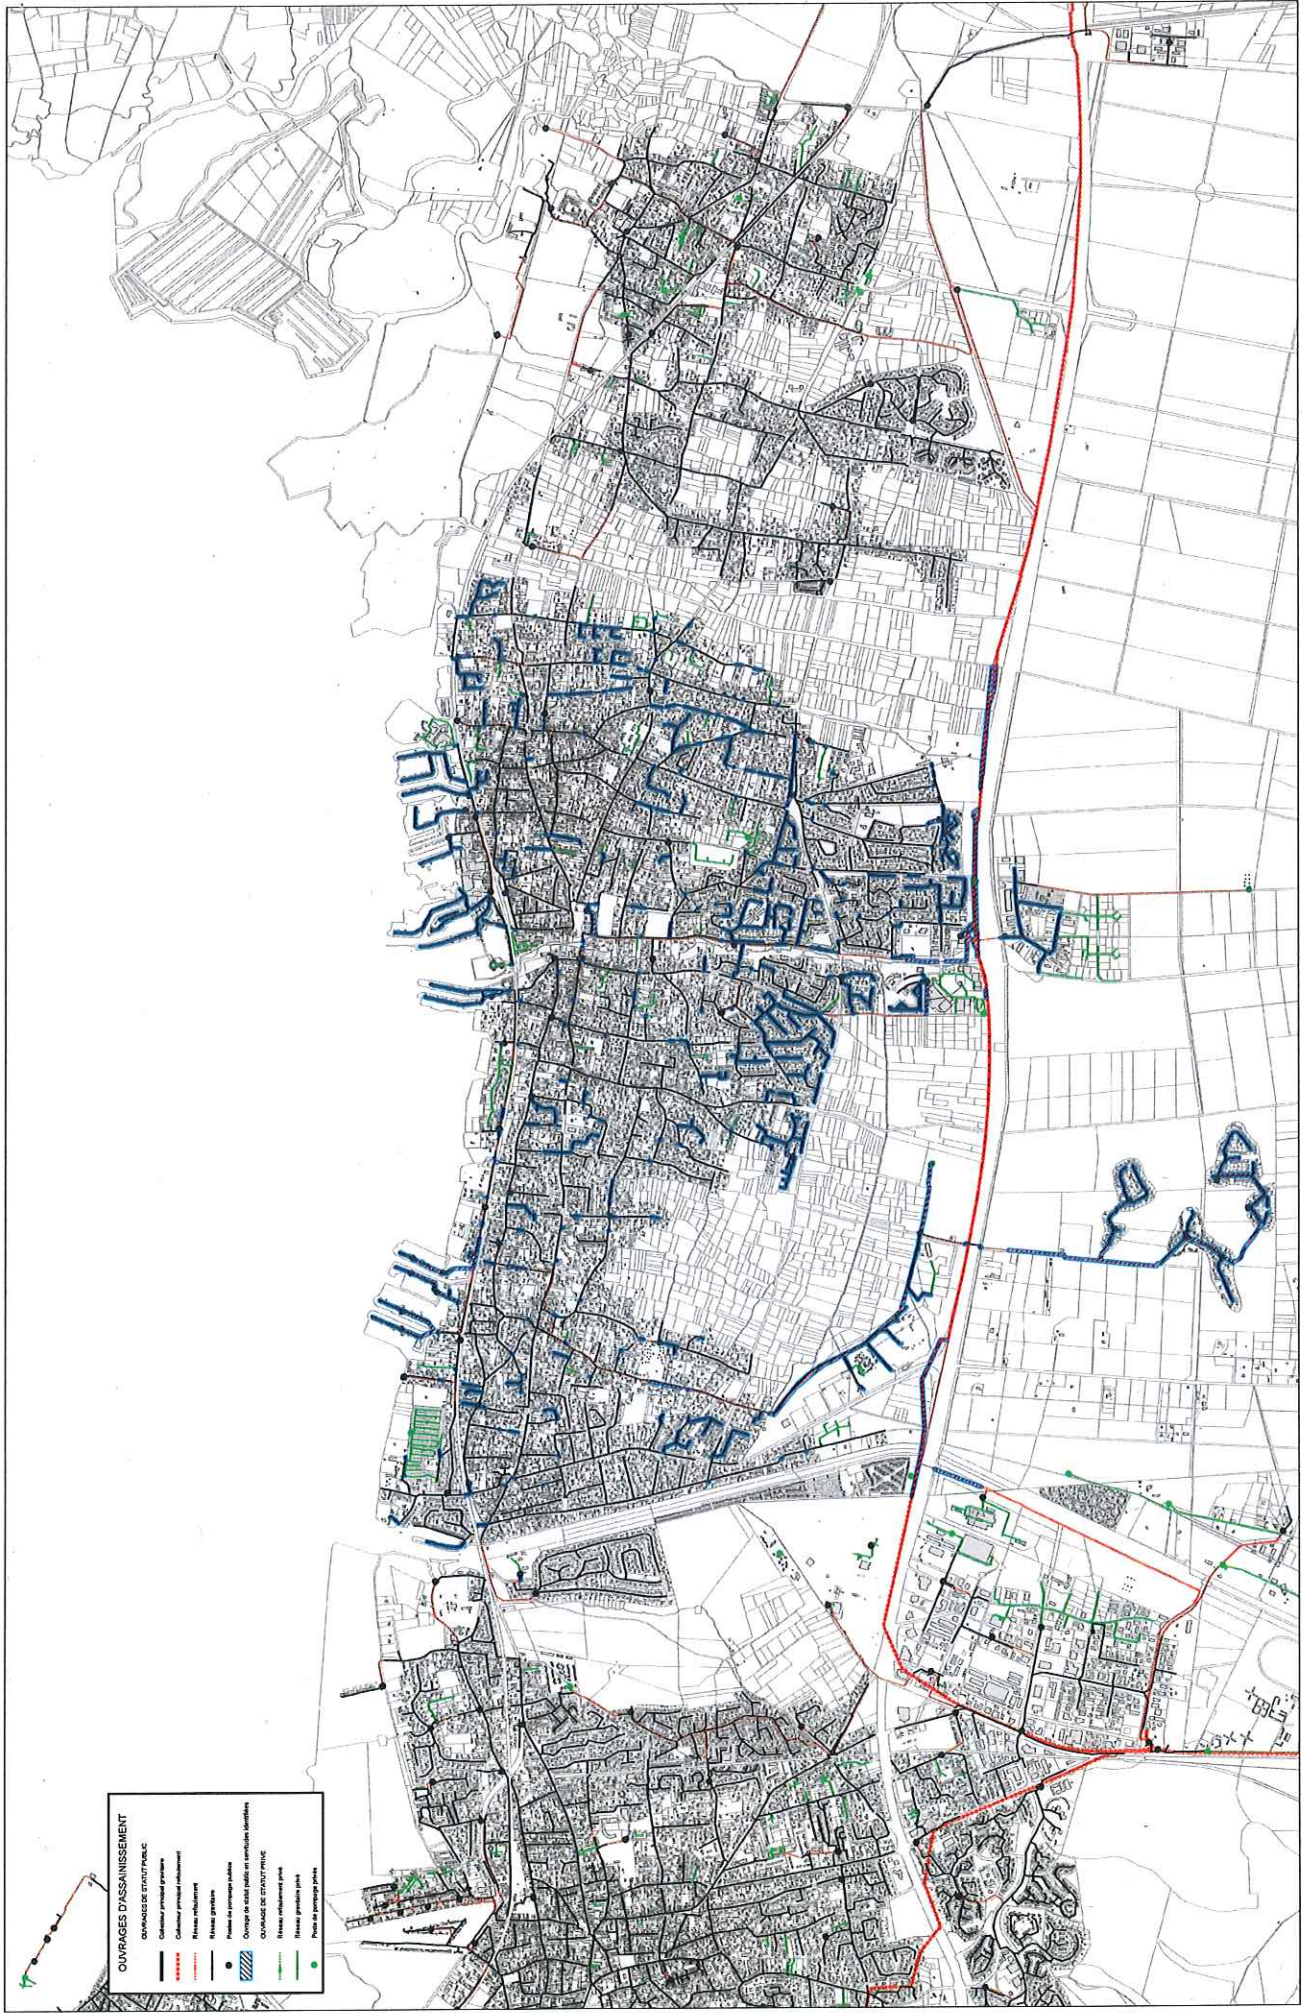 OUVRAGES D'ASSAINISSEMENT
OUVRAGES DE STATUT PUBLIC
Collecteur principal gravitaire
Collecteur principal refoulement
Réseau refoulement
Réseau gravitaire
Postes de pompage publics
Ouvrage de statut public en servitudes identifiées
OUVRAGE DE STATUT PRIVE
Réseau refoulement privé
Réseau gravitaire privé
Poste de pompage privés